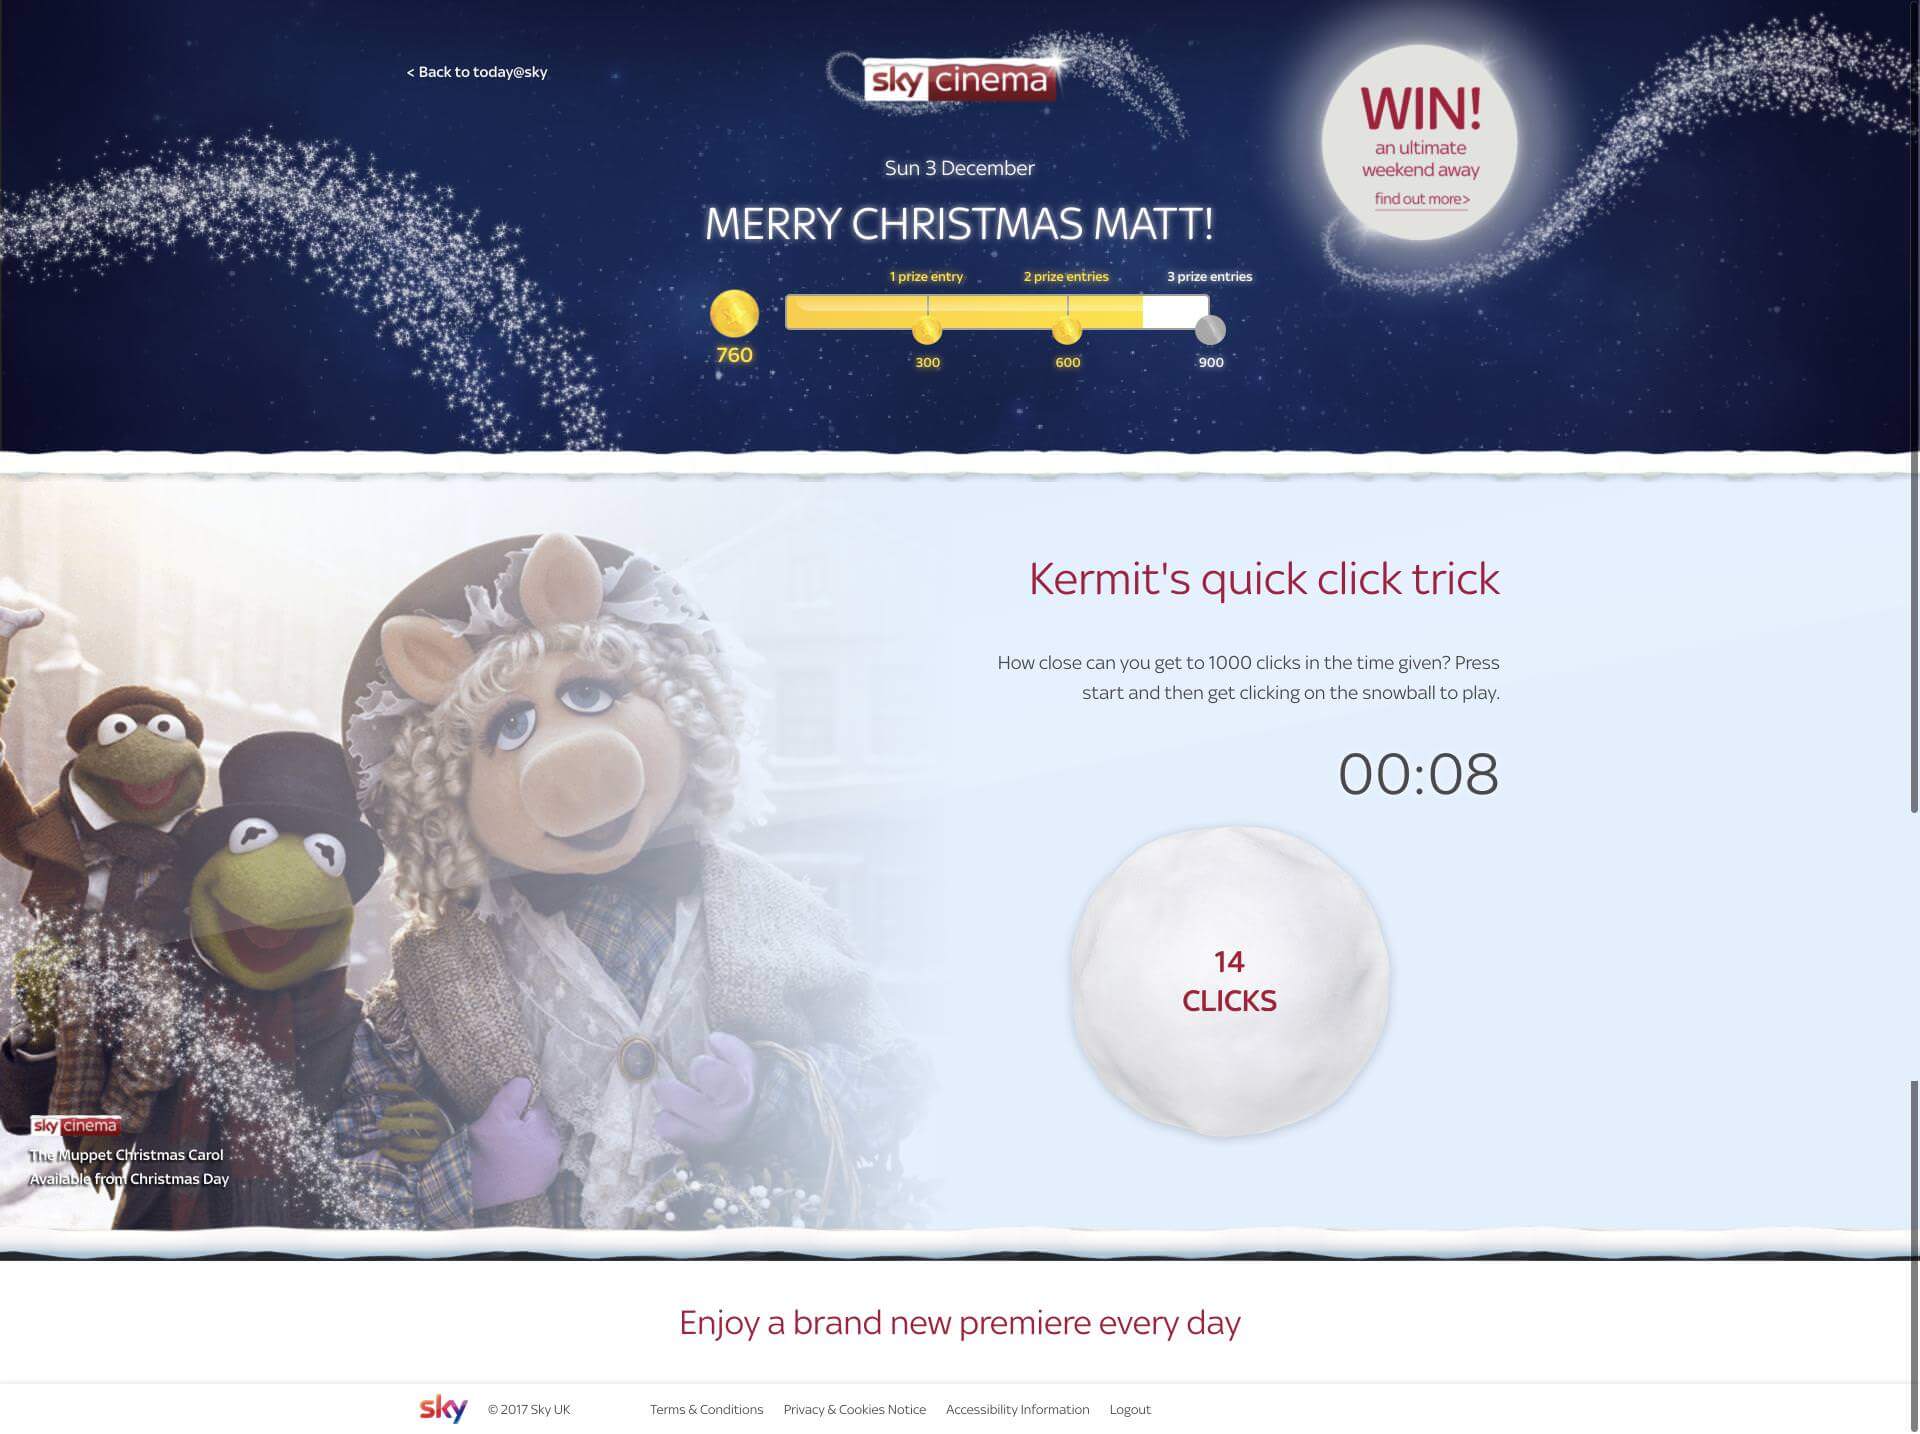 < Back to today@sky
sky cinema
WIN!
an ultimate
weekend away
find out more>
Sun 3 December
MERRY CHRISTMAS MATT!
1 prize entry
2 prize entries
3 prize entries
760
300
600
900
Kermit's quick click trick
How close can you get to 1000 clicks in the time given? Press
start and then get clicking on the snowball to play.
00:08
14
CLICKS
sky cinema
The Muppet Christmas Carol
Available from Christmas Day
Enjoy a brand new premiere every day
sky
© 2017 Sky UK
Terms & Conditions
Privacy & Cookies Notice
Accessibility Information
Logout